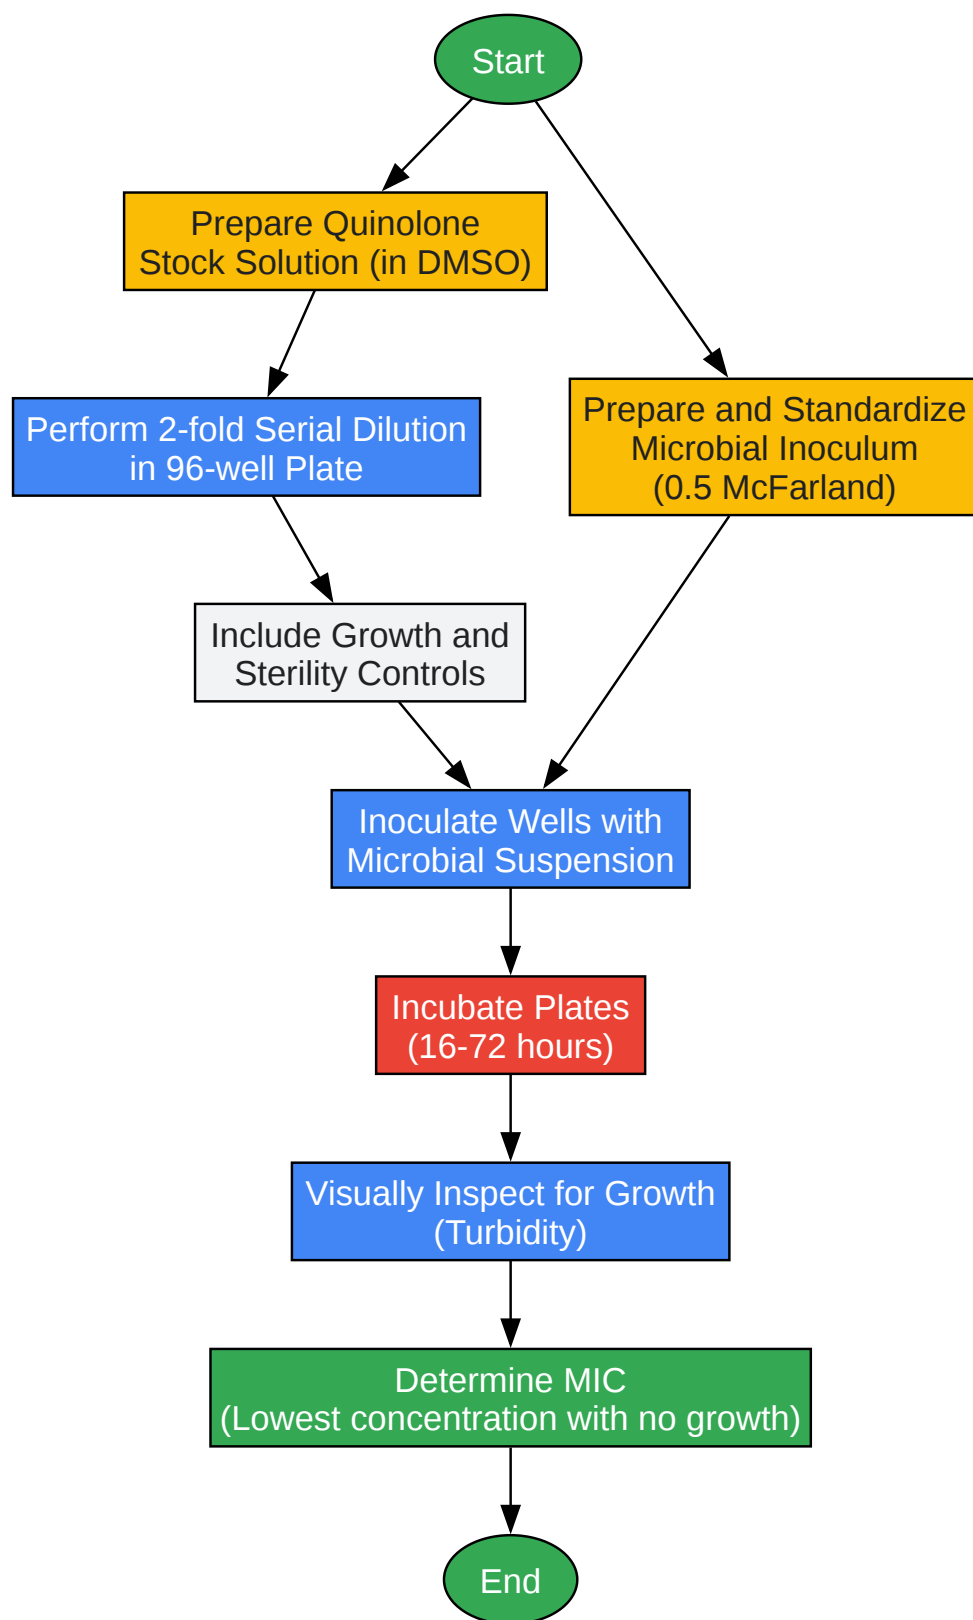 Start
Prepare Quinolone
Stock Solution (in DMSO)
Perform 2-fold Serial Dilution
in 96-well Plate
Prepare and Standardize
Microbial Inoculum
(0.5 McFarland)
Include Growth and
Sterility Controls
Inoculate Wells with
Microbial Suspension
Incubate Plates
(16-72 hours)
Visually Inspect for Growth
(Turbidity)
Determine MIC
(Lowest concentration with no growth)
End